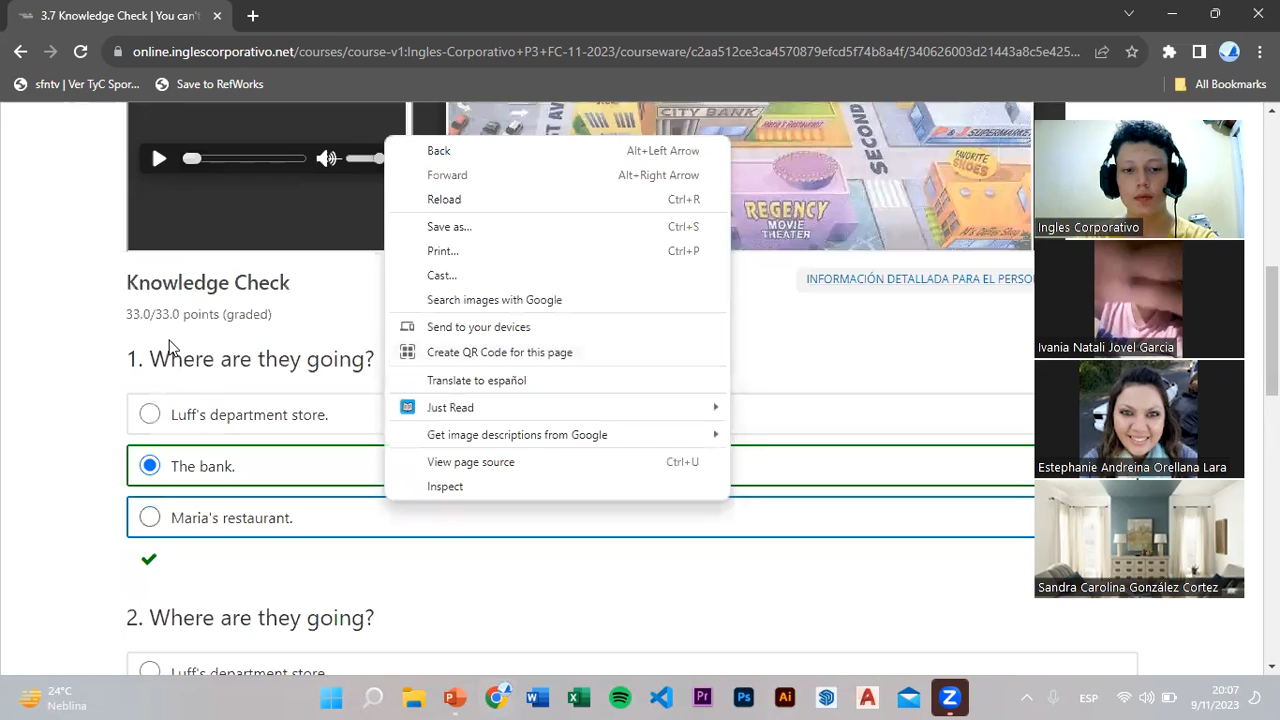 3.7 Knowledge Check | You can't
online.inglescorporativo.net/courses/course-v1:Ingles-Corporativo+P3+FC-11-2023/courseware/c2aa512ce3ca4570879efcd5f74b8a4f/340626003d21443a8c5e425...
sfntv | Ver TyC Spor...
Save to RefWorks
All Bookmarks
CITY BANK
Maria's Restaurant
SECOND
P & J SUPERMARKET
FAVORITE
SHOES
REGENCY
MOVIE
THEATER
Back Alt+Left Arrow
Forward Alt+Right Arrow
Reload Ctrl+R
Save as... Ctrl+S
Print... Ctrl+P
Cast...
Search images with Google
Send to your devices
Create QR Code for this page
Translate to español
Just Read
Get image descriptions from Google
View page source Ctrl+U
Inspect
Knowledge Check
INFORMACIÓN DETALLADA PARA EL PERSO
33.0/33.0 points (graded)
1. Where are they going?
Luff's department store.
The bank.
Maria's restaurant.
2. Where are they going?
Luff's department store.
Ingles Corporativo
Ivania Natali Jovel Garcia
Estephanie Andreina Orellana Lara
Sandra Carolina González Cortez
24°C
Neblina
ESP
20:07
9/11/2023